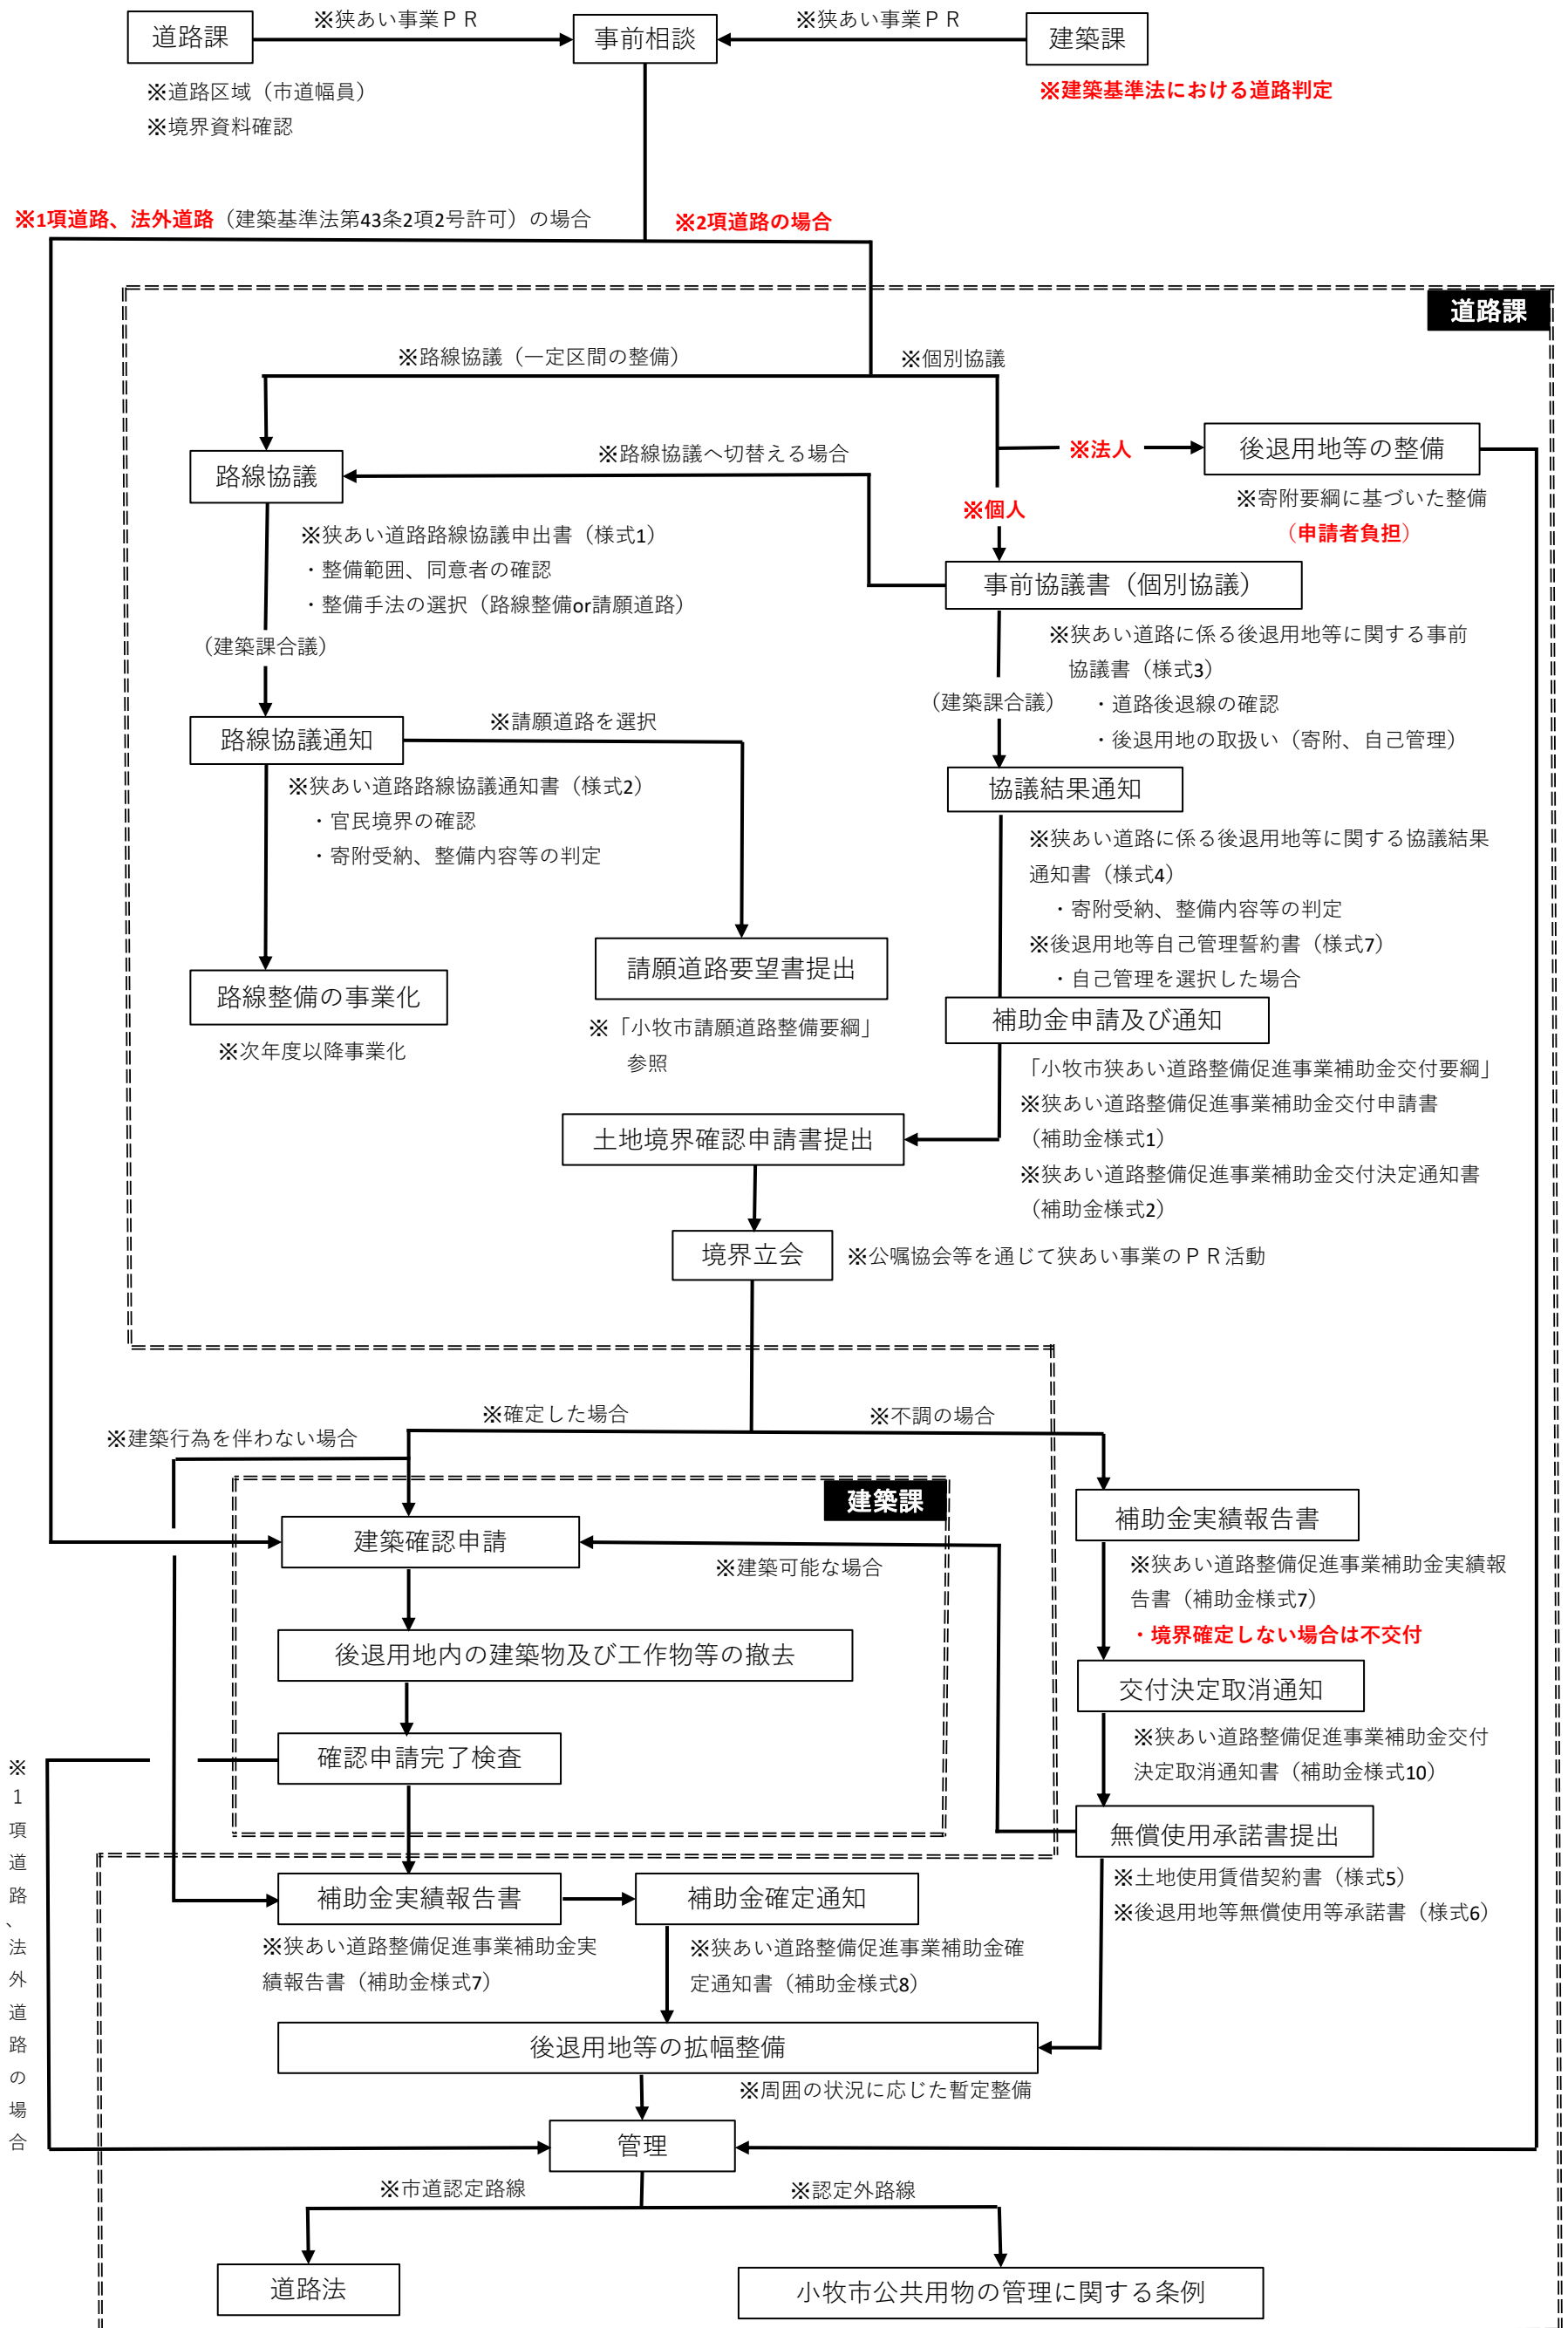 道路課
※狭あい事業ＰＲ
事前相談
※狭あい事業ＰＲ
建築課
※道路区域（市道幅員）
※境界資料確認
※建築基準法における道路判定
※1項道路、法外道路（建築基準法第43条2項2号許可）の場合
※2項道路の場合
道路課
※路線協議（一定区間の整備）
※個別協議
※法人
後退用地等の整備
※寄附要綱に基づいた整備
（申請者負担）
路線協議
※路線協議へ切替える場合
※個人
※狭あい道路路線協議申出書（様式1）
・整備範囲、同意者の確認
・整備手法の選択（路線整備or請願道路）
事前協議書（個別協議）
（建築課合議）
※狭あい道路に係る後退用地等に関する事前
協議書（様式3）
・道路後退線の確認
・後退用地の取扱い（寄附、自己管理）
（建築課合議）
路線協議通知
※請願道路を選択
※狭あい道路路線協議通知書（様式2）
・官民境界の確認
・寄附受納、整備内容等の判定
協議結果通知
※狭あい道路に係る後退用地等に関する協議結果
通知書（様式4）
・寄附受納、整備内容等の判定
※後退用地等自己管理誓約書（様式7）
・自己管理を選択した場合
路線整備の事業化
※次年度以降事業化
請願道路要望書提出
※「小牧市請願道路整備要綱」
参照
補助金申請及び通知
「小牧市狭あい道路整備促進事業補助金交付要綱」
※狭あい道路整備促進事業補助金交付申請書
（補助金様式1）
※狭あい道路整備促進事業補助金交付決定通知書
（補助金様式2）
土地境界確認申請書提出
境界立会
※公嘱協会等を通じて狭あい事業のＰＲ活動
※確定した場合
※不調の場合
※建築行為を伴わない場合
建築課
建築確認申請
※建築可能な場合
補助金実績報告書
※狭あい道路整備促進事業補助金実績報
告書（補助金様式7）
・境界確定しない場合は不交付
後退用地内の建築物及び工作物等の撤去
交付決定取消通知
※狭あい道路整備促進事業補助金交付
決定取消通知書（補助金様式10）
確認申請完了検査
※1項道路、法外道路の場合
無償使用承諾書提出
※土地使用賃借契約書（様式5）
※後退用地等無償使用等承諾書（様式6）
補助金実績報告書
※狭あい道路整備促進事業補助金実
績報告書（補助金様式7）
補助金確定通知
※狭あい道路整備促進事業補助金確
定通知書（補助金様式8）
後退用地等の拡幅整備
※周囲の状況に応じた暫定整備
管理
※市道認定路線
※認定外路線
道路法
小牧市公共用物の管理に関する条例